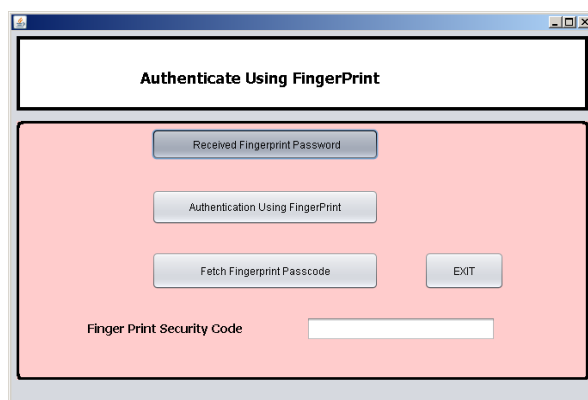 Authenticate Using FingerPrint
Received Fingerprint Password
Authentication Using FingerPrint
Fetch Fingerprint Passcode
EXIT
Finger Print Security Code